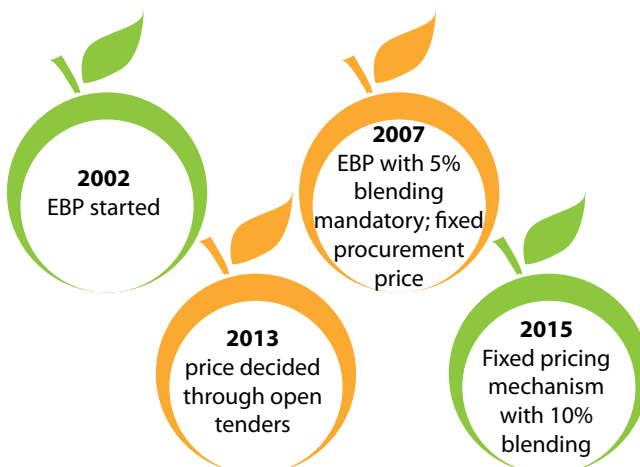 2002
EBP started
2007
EBP with 5%
blending
mandatory; fixed
procurement
price
2013
price decided
through open
tenders
2015
Fixed pricing
mechanism
with 10%
blending